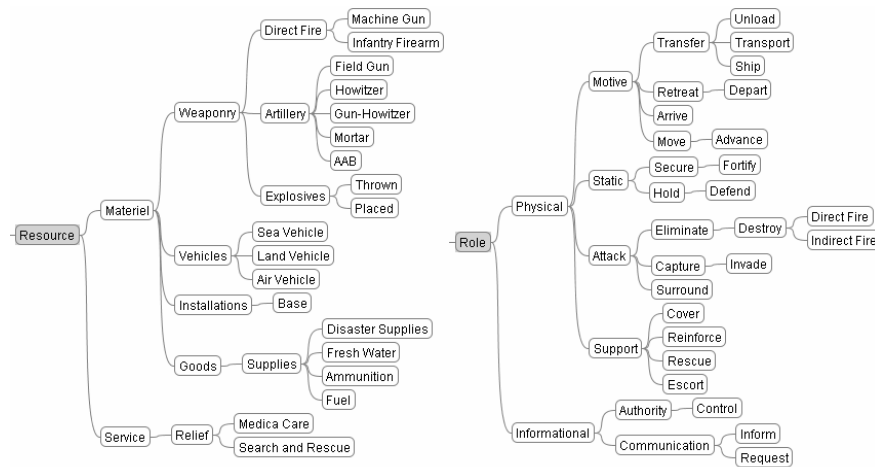 Resource
Materiel
Weaponry
Direct Fire
Machine Gun
Infantry Firearm
Artillery
Field Gun
Howitzer
Gun-Howitzer
Mortar
AAB
Explosives
Thrown
Placed
Vehicles
Sea Vehicle
Land Vehicle
Air Vehicle
Installations
Base
Goods
Supplies
Disaster Supplies
Fresh Water
Ammunition
Fuel
Service
Relief
Medica Care
Search and Rescue
Role
Physical
Motive
Transfer
Unload
Transport
Ship
Retreat
Depart
Arrive
Move
Advance
Static
Secure
Fortify
Hold
Defend
Attack
Eliminate
Destroy
Direct Fire
Indirect Fire
Capture
Invade
Surround
Support
Cover
Reinforce
Rescue
Escort
Informational
Authority
Control
Communication
Inform
Request